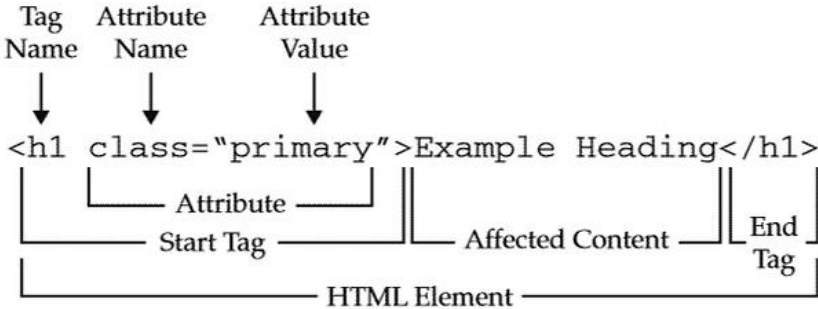 Tag Attribute Attribute
Name Name Value
<h1 class=“primary”>Example Heading</h1>
Attribute
Start Tag Affected Content End
Tag
HTML Element